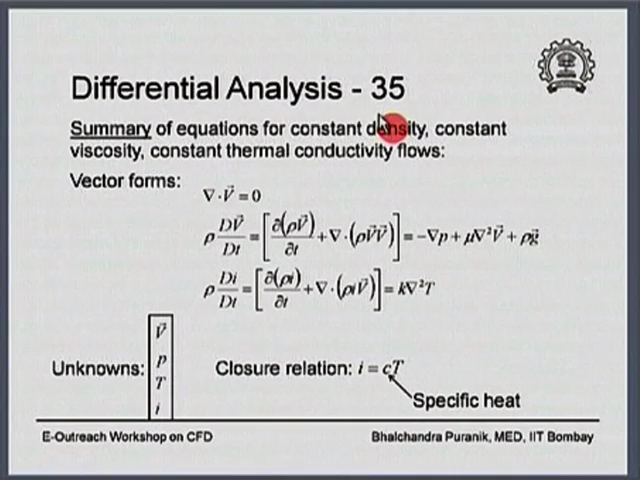 Differential Analysis - 35
Summary of equations for constant density, constant
viscosity, constant thermal conductivity flows:
Vector forms:
∇·V⃗ = 0
ρ DV⃗/Dt = [∂(ρV⃗)/∂t + ∇·(ρV⃗V⃗)] = −∇p + μ∇²V⃗ + ρg⃗
ρ Di/Dt = [∂(ρi)/∂t + ∇·(ρiV⃗)] = k∇²T
Unknowns:
V⃗
p
T
i
Closure relation: i = cT
Specific heat
E-Outreach Workshop on CFD
Bhalchandra Puranik, MED, IIT Bombay